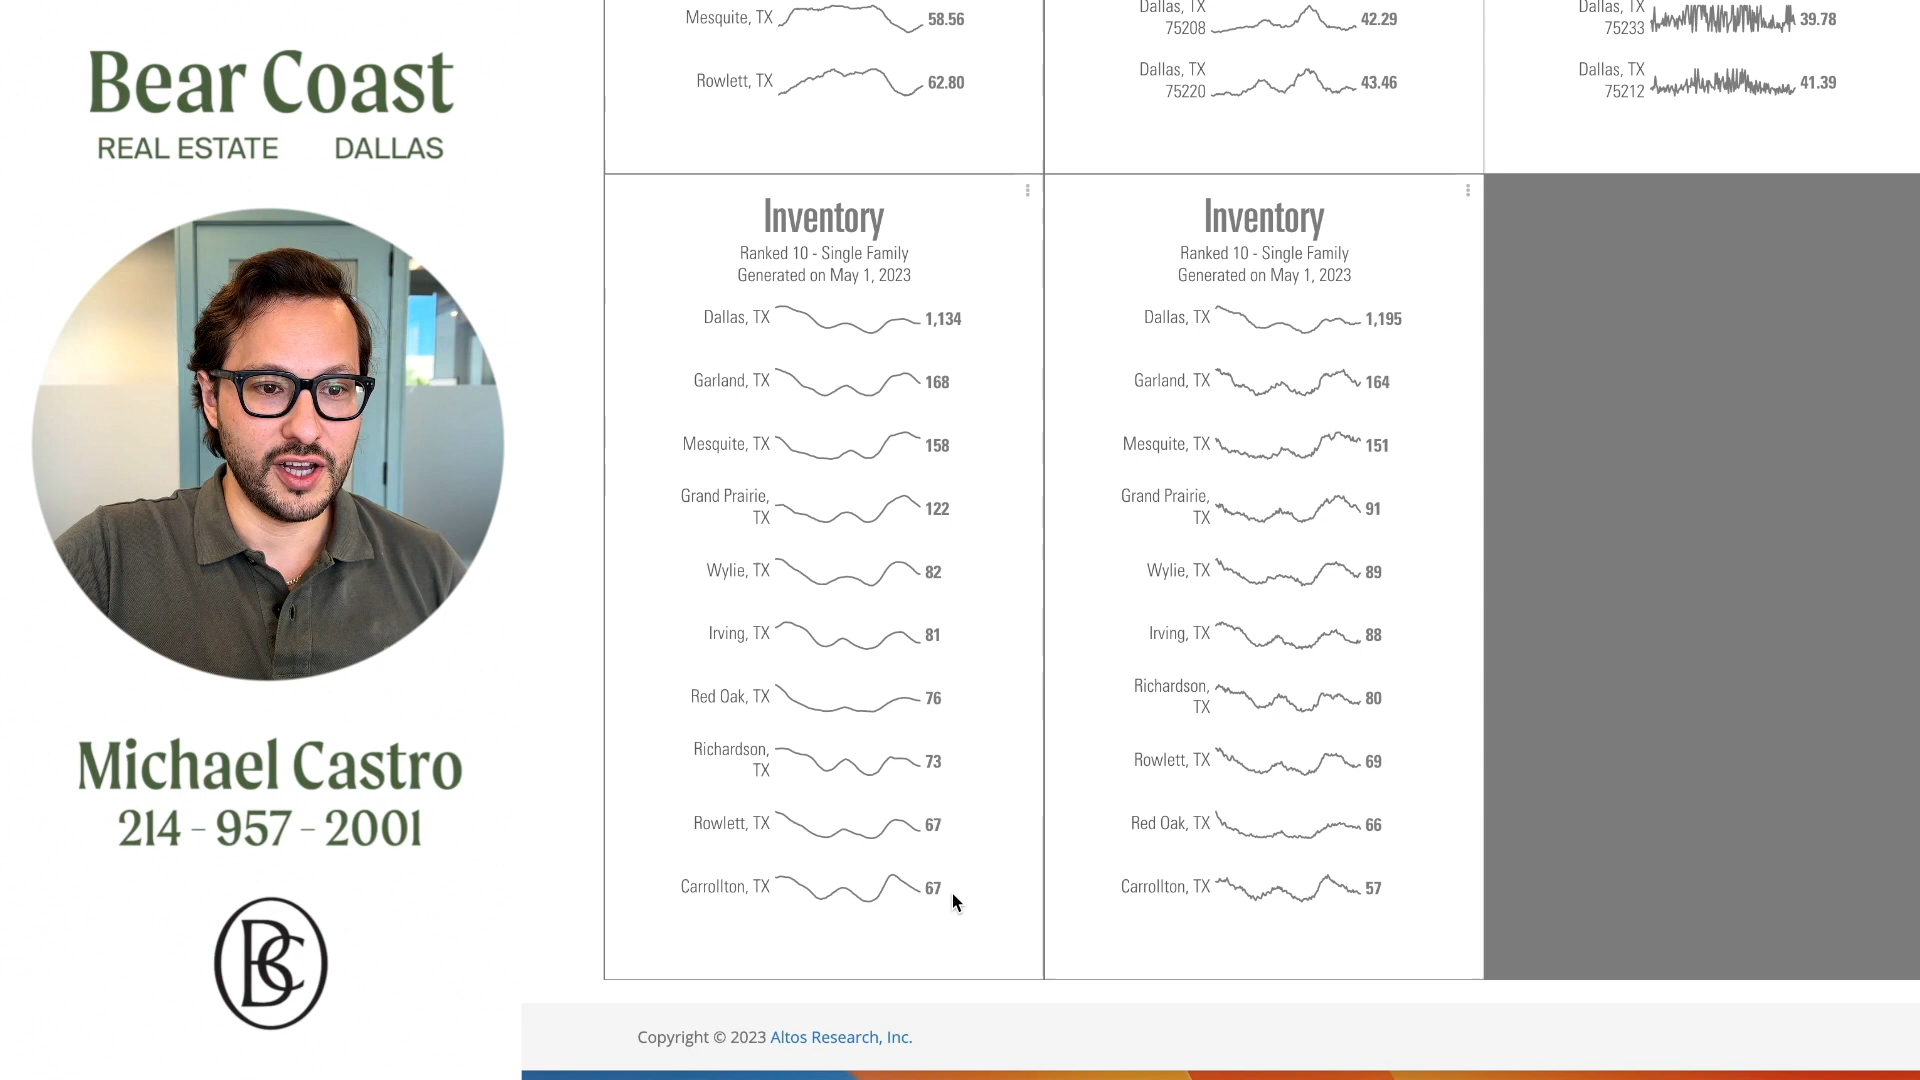 Bear Coast
REAL ESTATE DALLAS
Michael Castro
214 - 957 - 2001
BC
Mesquite, TX 58.56
Rowlett, TX 62.80
Dallas, TX
75208 42.29
Dallas, TX
75220 43.46
Dallas, TX
75233 39.78
Dallas, TX
75212 41.39
Inventory
Ranked 10 - Single Family
Generated on May 1, 2023
Dallas, TX 1,134
Garland, TX 168
Mesquite, TX 158
Grand Prairie,
TX 122
Wylie, TX 82
Irving, TX 81
Red Oak, TX 76
Richardson,
TX 73
Rowlett, TX 67
Carrollton, TX 67
Inventory
Ranked 10 - Single Family
Generated on May 1, 2023
Dallas, TX 1,195
Garland, TX 164
Mesquite, TX 151
Grand Prairie,
TX 91
Wylie, TX 89
Irving, TX 88
Richardson,
TX 80
Rowlett, TX 69
Red Oak, TX 66
Carrollton, TX 57
Copyright © 2023 Altos Research, Inc.